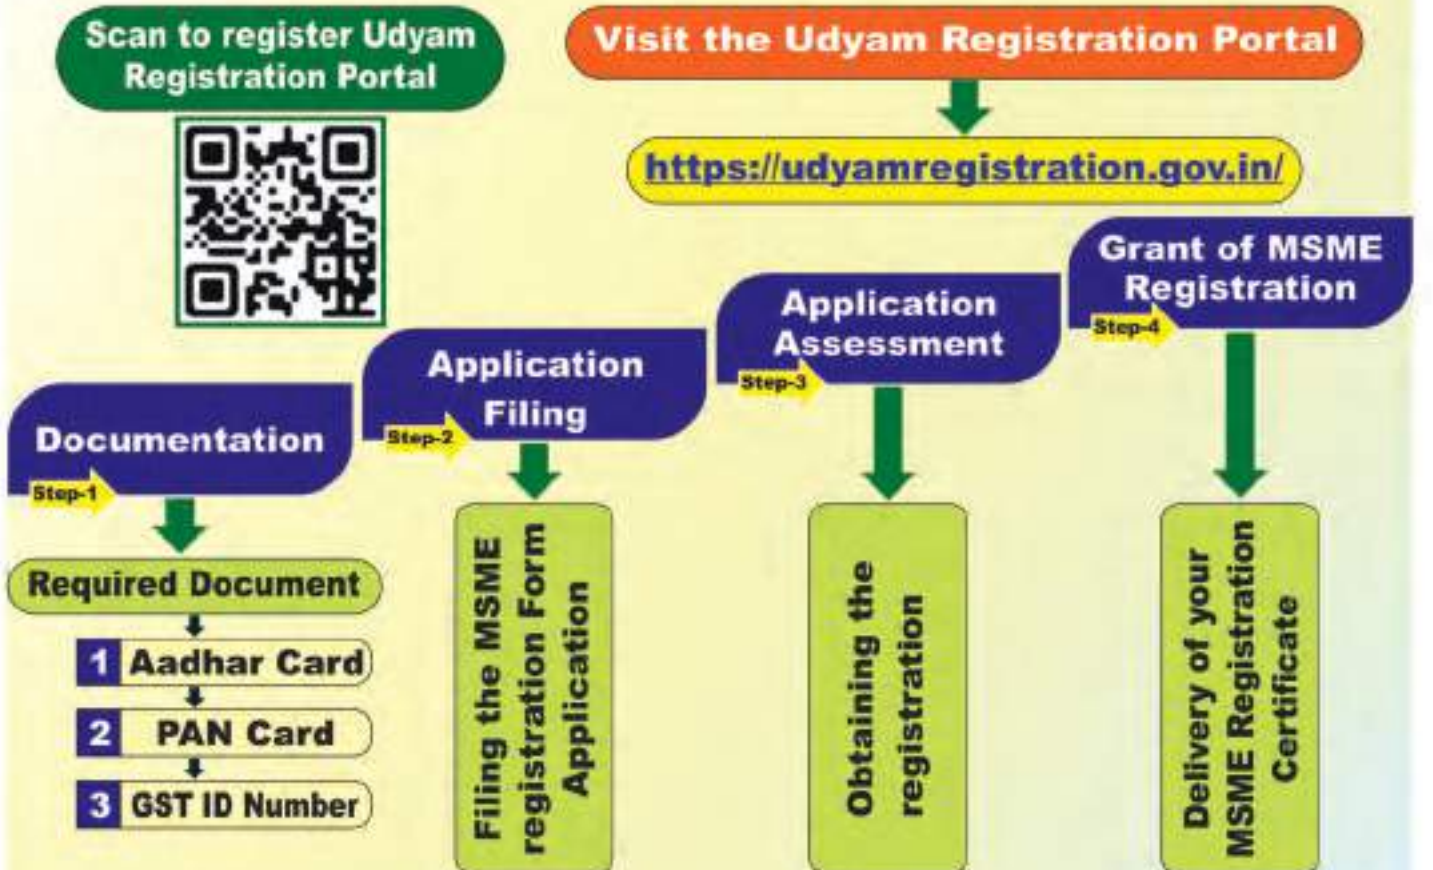 Scan to register Udyam
Registration Portal
Visit the Udyam Registration Portal
https://udyamregistration.gov.in/
Documentation
Step-1
Required Document
1 Aadhar Card
2 PAN Card
3 GST ID Number
Application
Filing
Step-2
Filing the MSME
registration Form
Application
Application
Assessment
Step-3
Obtaining the
registration
Grant of MSME
Registration
Step-4
Delivery of your
MSME Registration
Certificate